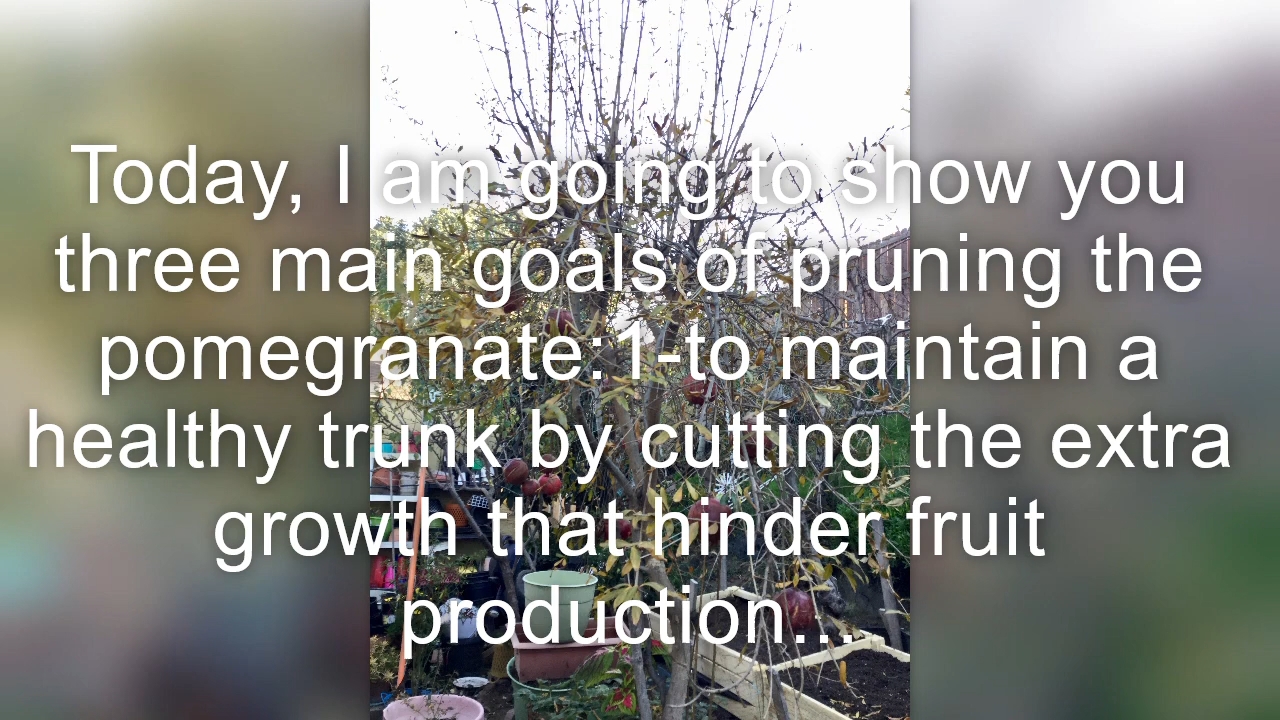 Today, I am going to show you
three main goals of pruning the
pomegranate:1-to maintain a
healthy trunk by cutting the extra
growth that hinder fruit
production...